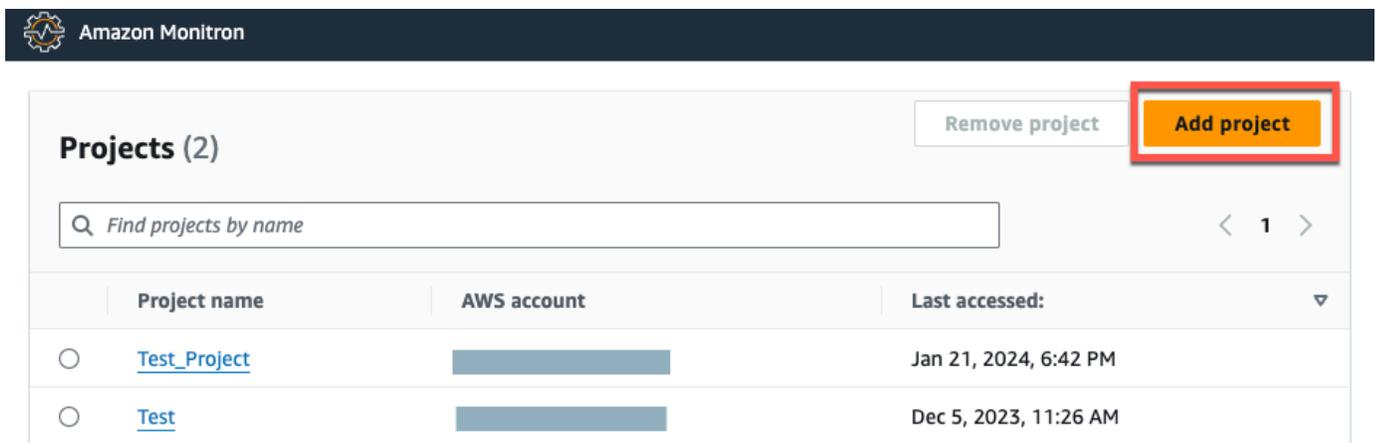 Amazon Monitron
Remove project
Add project
Projects (2)
Find projects by name
1
Project name AWS account Last accessed:
Test_Project Jan 21, 2024, 6:42 PM
Test Dec 5, 2023, 11:26 AM